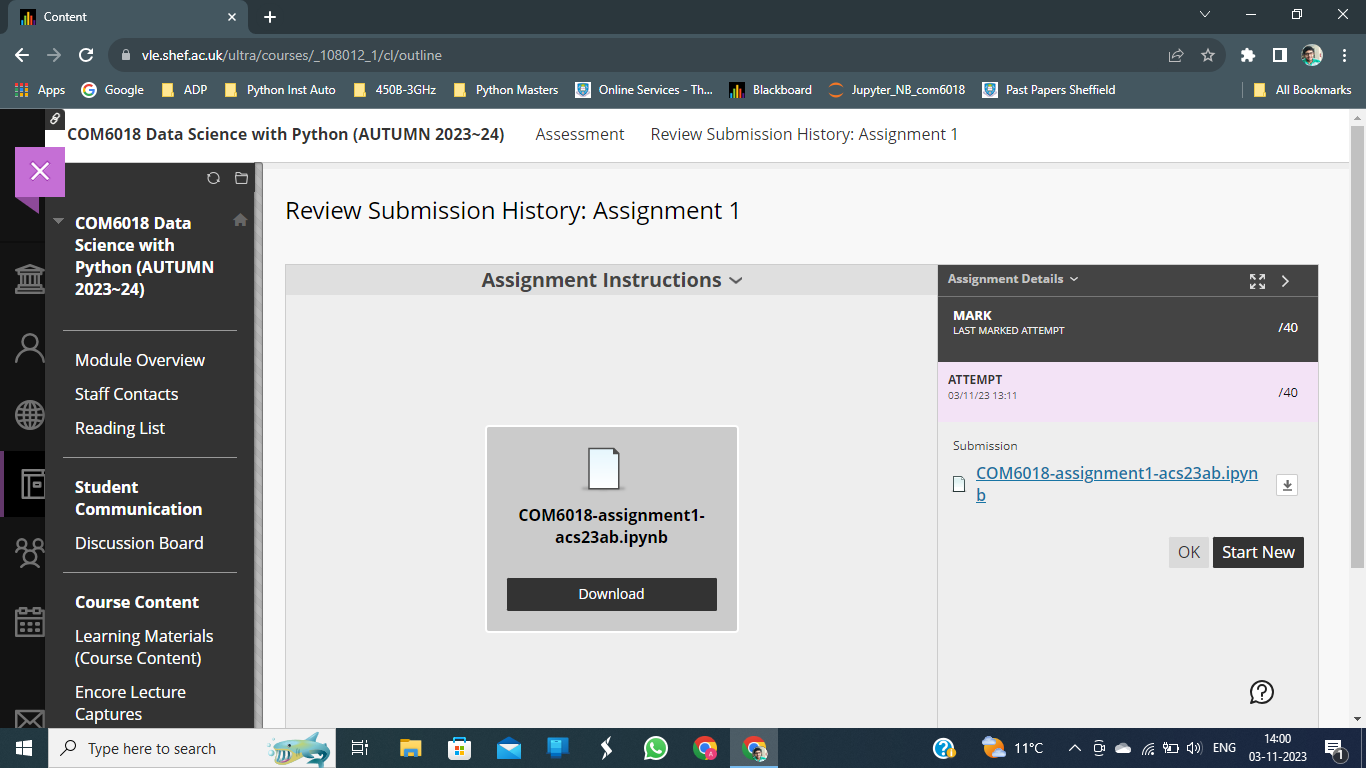 Content
vle.shef.ac.uk/ultra/courses/_108012_1/cl/outline
Apps
Google
ADP
Python Inst Auto
450B-3GHz
Python Masters
Online Services - Th...
Blackboard
Jupyter_NB_com6018
Past Papers Sheffield
All Bookmarks
COM6018 Data Science with Python (AUTUMN 2023~24)
Assessment
Review Submission History: Assignment 1
COM6018 Data
Science with
Python (AUTUMN
2023~24)
Module Overview
Staff Contacts
Reading List
Student
Communication
Discussion Board
Course Content
Learning Materials
(Course Content)
Encore Lecture
Captures
Review Submission History: Assignment 1
Assignment Instructions
COM6018-assignment1-
acs23ab.ipynb
Download
Assignment Details
MARK
LAST MARKED ATTEMPT
/40
ATTEMPT
03/11/23 13:11
/40
Submission
COM6018-assignment1-acs23ab.ipyn
b
OK
Start New
Type here to search
11°C
ENG
14:00
03-11-2023
1